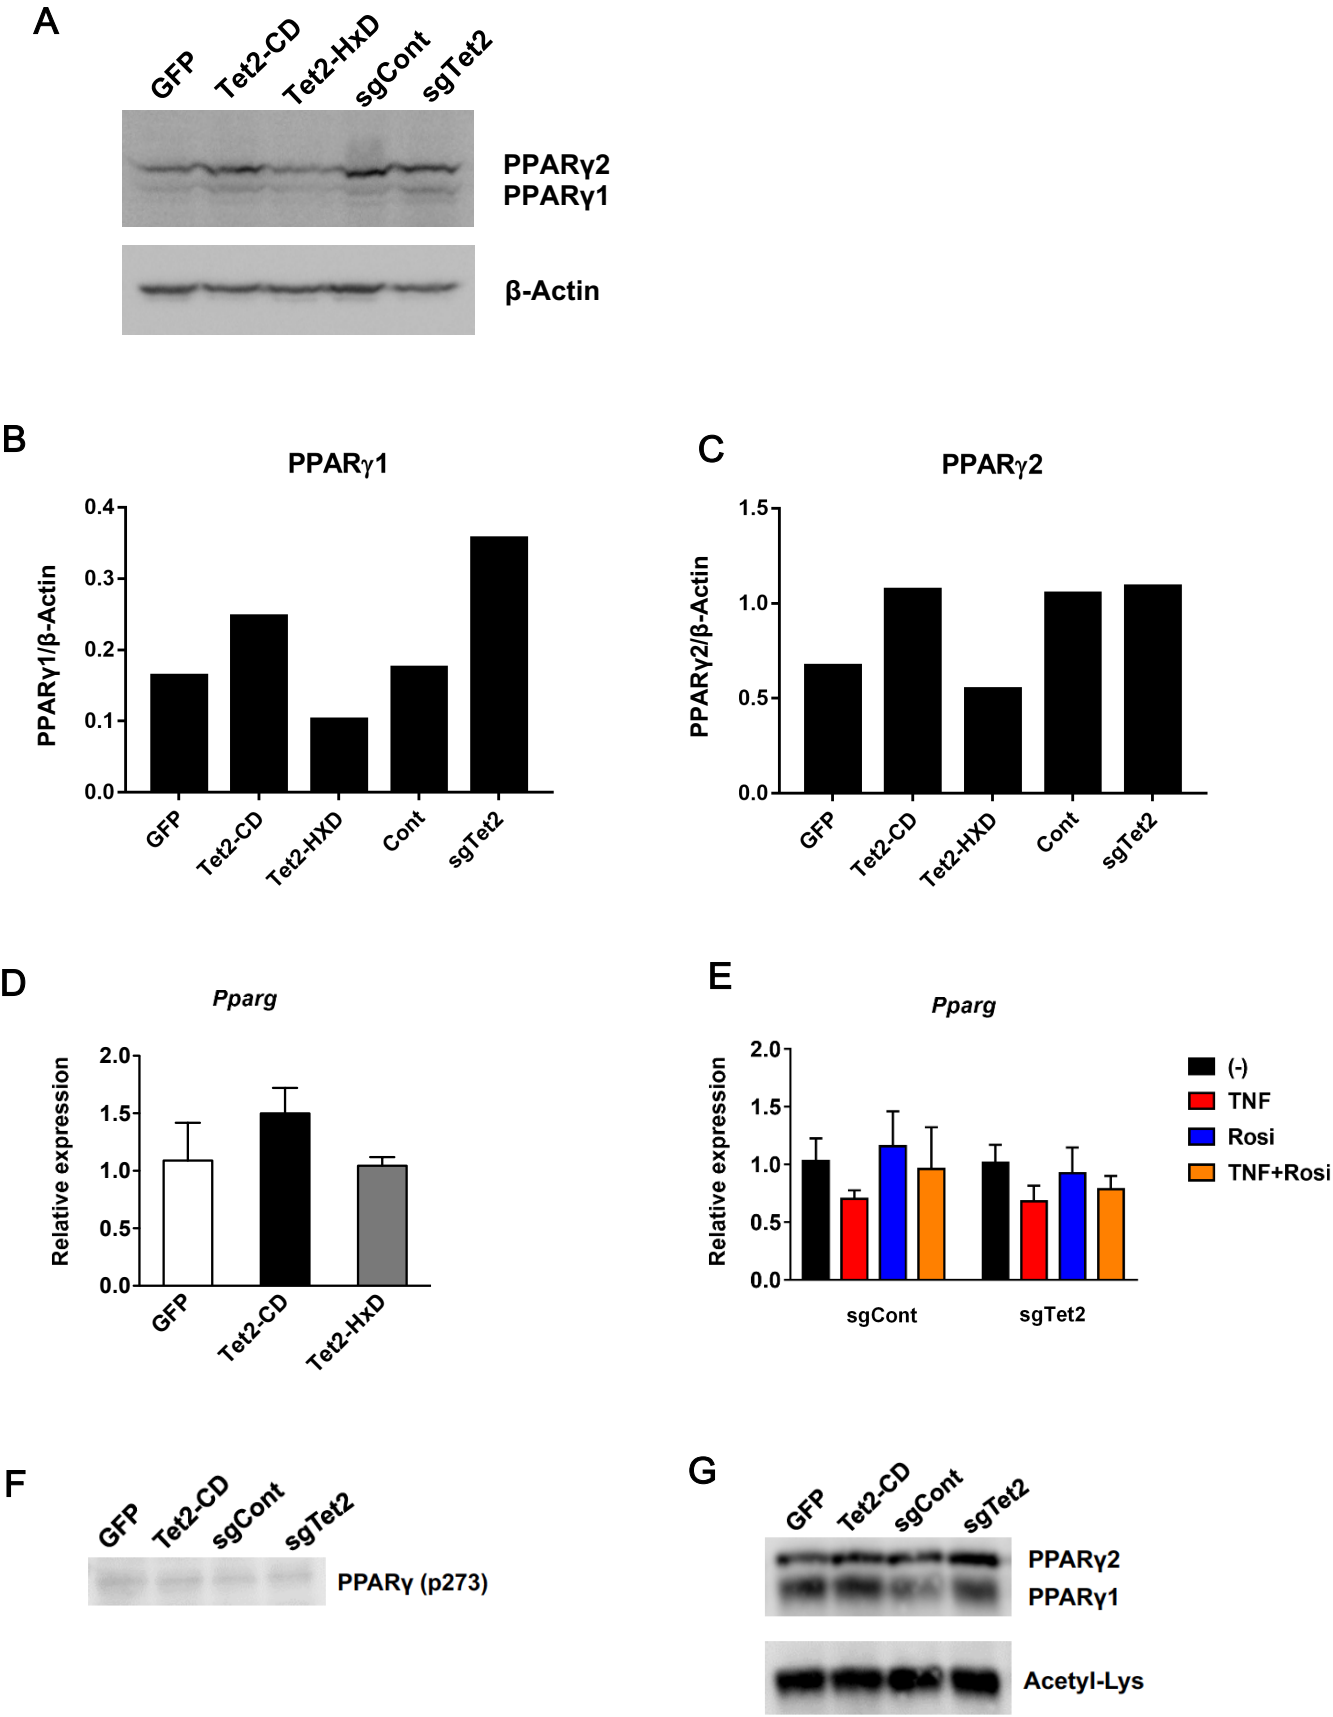 A
GFP
Tet2-CD
Tet2-HxD
sgCont
sgTet2
PPARγ2
PPARγ1
β-Actin
B
PPARγ1
PPARγ1/β-Actin
0.4
0.3
0.2
0.1
0.0
GFP
Tet2-CD
Tet2-HXD
Cont
sgTet2
C
PPARγ2
PPARγ2/β-Actin
1.5
1.0
0.5
0.0
GFP
Tet2-CD
Tet2-HXD
Cont
sgTet2
D
Pparg
Relative expression
2.0
1.5
1.0
0.5
0.0
GFP
Tet2-CD
Tet2-HxD
E
Pparg
Relative expression
2.0
1.5
1.0
0.5
0.0
sgCont
sgTet2
(-)
TNF
Rosi
TNF+Rosi
F
GFP
Tet2-CD
sgCont
sgTet2
PPARγ (p273)
G
GFP
Tet2-CD
sgCont
sgTet2
PPARγ2
PPARγ1
Acetyl-Lys